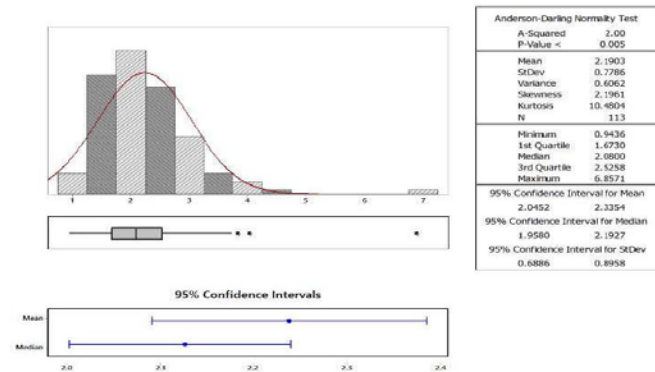 1 2 3 4 5 6 7
95% Confidence Intervals
Mean
Median
2.0 2.1 2.2 2.3 2.4
Anderson-Darling Normality Test
A-Squared 2.00
P-Value < 0.005
Mean 2.1903
StDev 0.7786
Variance 0.6062
Skewness 2.1961
Kurtosis 10.4804
N 113
Minimum 0.9436
1st Quartile 1.6730
Median 2.0800
3rd Quartile 2.5258
Maximum 6.8571
95% Confidence Interval for Mean
2.0452 2.3354
95% Confidence Interval for Median
1.9580 2.1927
95% Confidence Interval for StDev
0.6886 0.8958